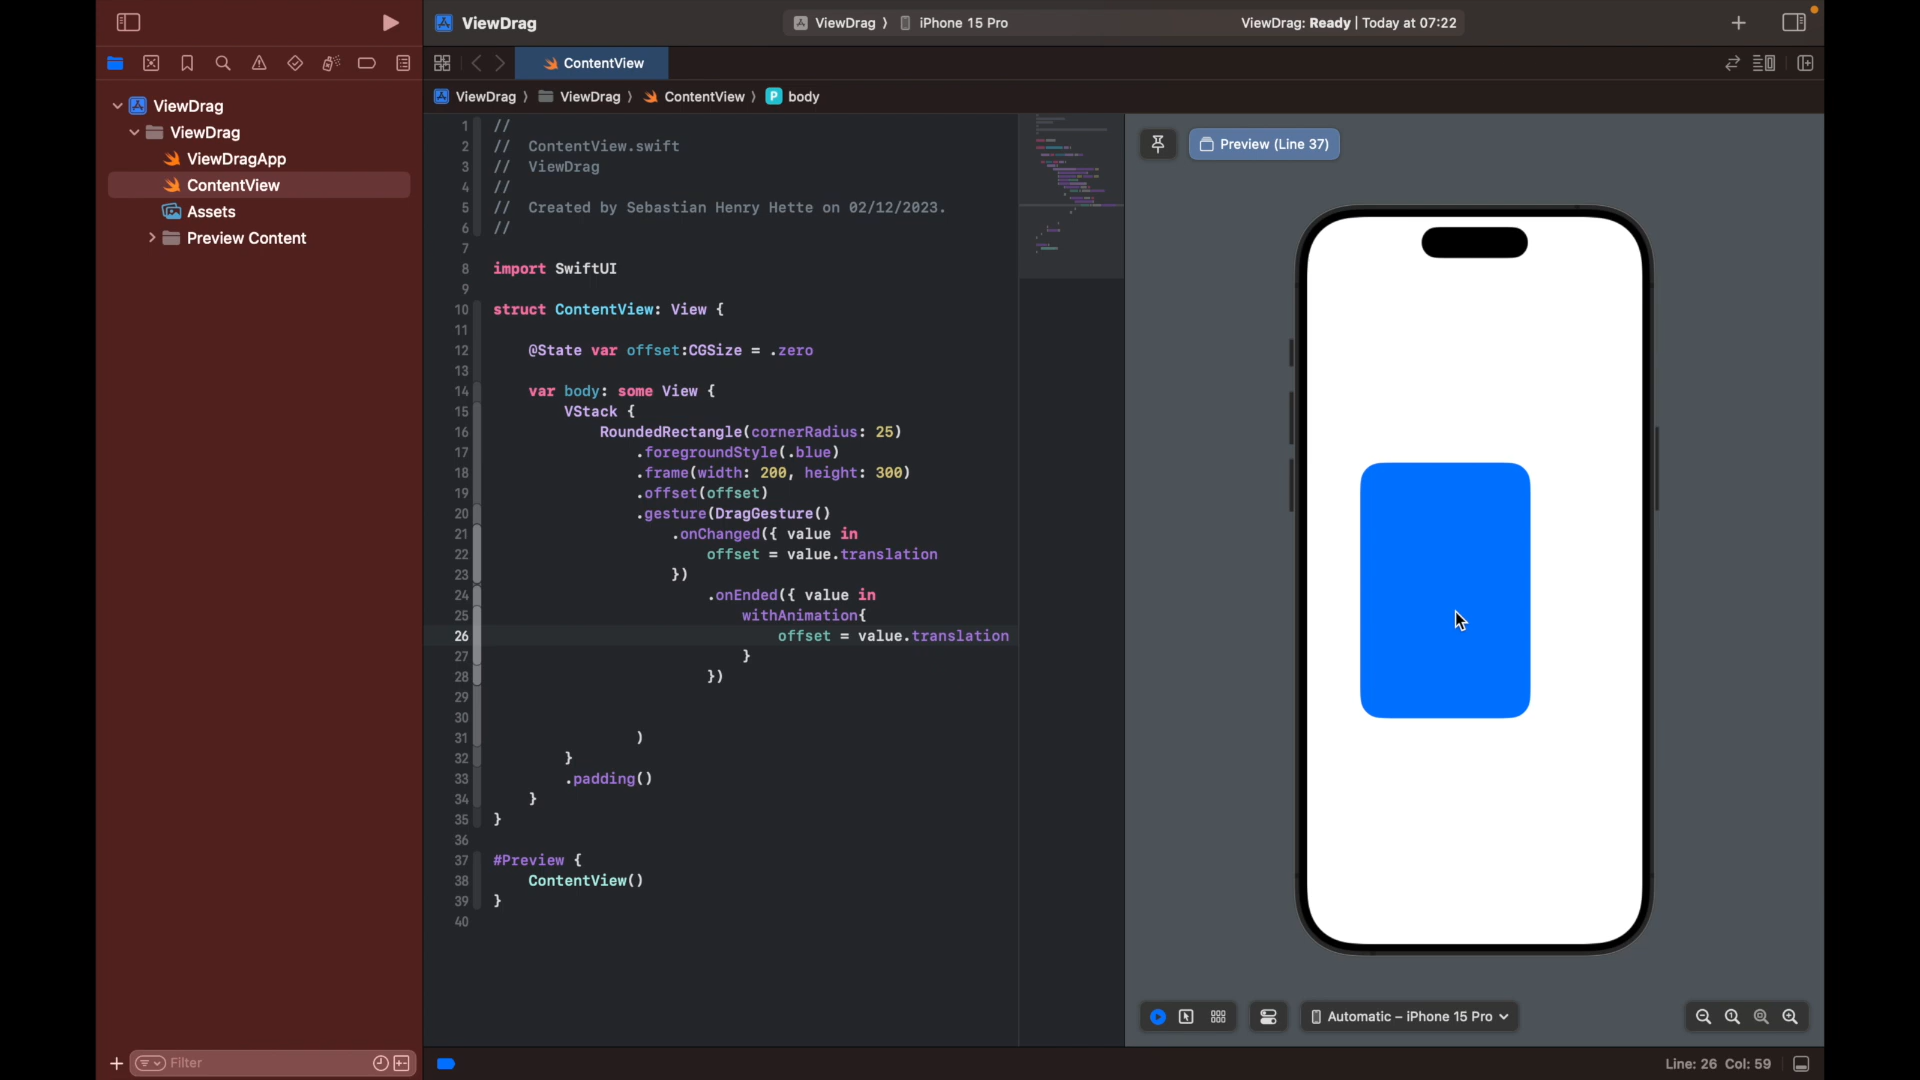 ViewDrag
ViewDrag
iPhone 15 Pro
ViewDrag: Ready | Today at 07:22
ContentView
ViewDrag
ViewDrag
ContentView
P body
ViewDrag
ViewDrag
ViewDragApp
ContentView
Assets
Preview Content
1 //
2 // ContentView.swift
3 // ViewDrag
4 //
5 // Created by Sebastian Henry Hette on 02/12/2023.
6 //
7
8 import SwiftUI
9
10 struct ContentView: View {
11
12 @State var offset:CGSize = .zero
13
14 var body: some View {
15 VStack {
16 RoundedRectangle(cornerRadius: 25)
17 .foregroundStyle(.blue)
18 .frame(width: 200, height: 300)
19 .offset(offset)
20 .gesture(DragGesture()
21 .onChanged({ value in
22 offset = value.translation
23 })
24 .onEnded({ value in
25 withAnimation{
26 offset = value.translation
27 }
28 })
29
30
31 )
32 }
33 .padding()
34 }
35 }
36
37 #Preview {
38 ContentView()
39 }
40
Preview (Line 37)
Automatic – iPhone 15 Pro
Filter
Line: 26 Col: 59